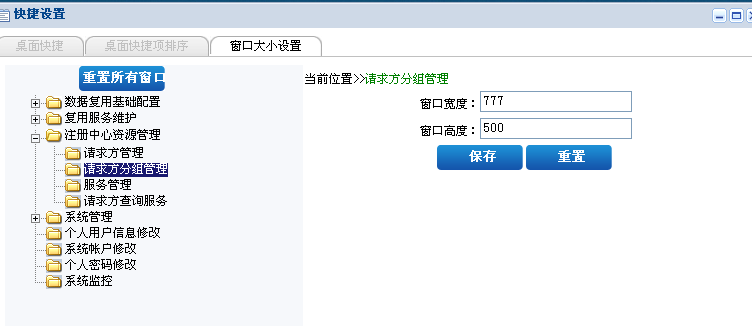 快捷设置
桌面快捷
桌面快捷项排序
窗口大小设置
重置所有窗口
当前位置>>请求方分组管理
数据复用基础配置
复用服务维护
注册中心资源管理
请求方管理
请求方分组管理
服务管理
请求方查询服务
系统管理
个人用户信息修改
系统帐户修改
个人密码修改
系统监控
窗口宽度：777
窗口高度：500
保存
重置